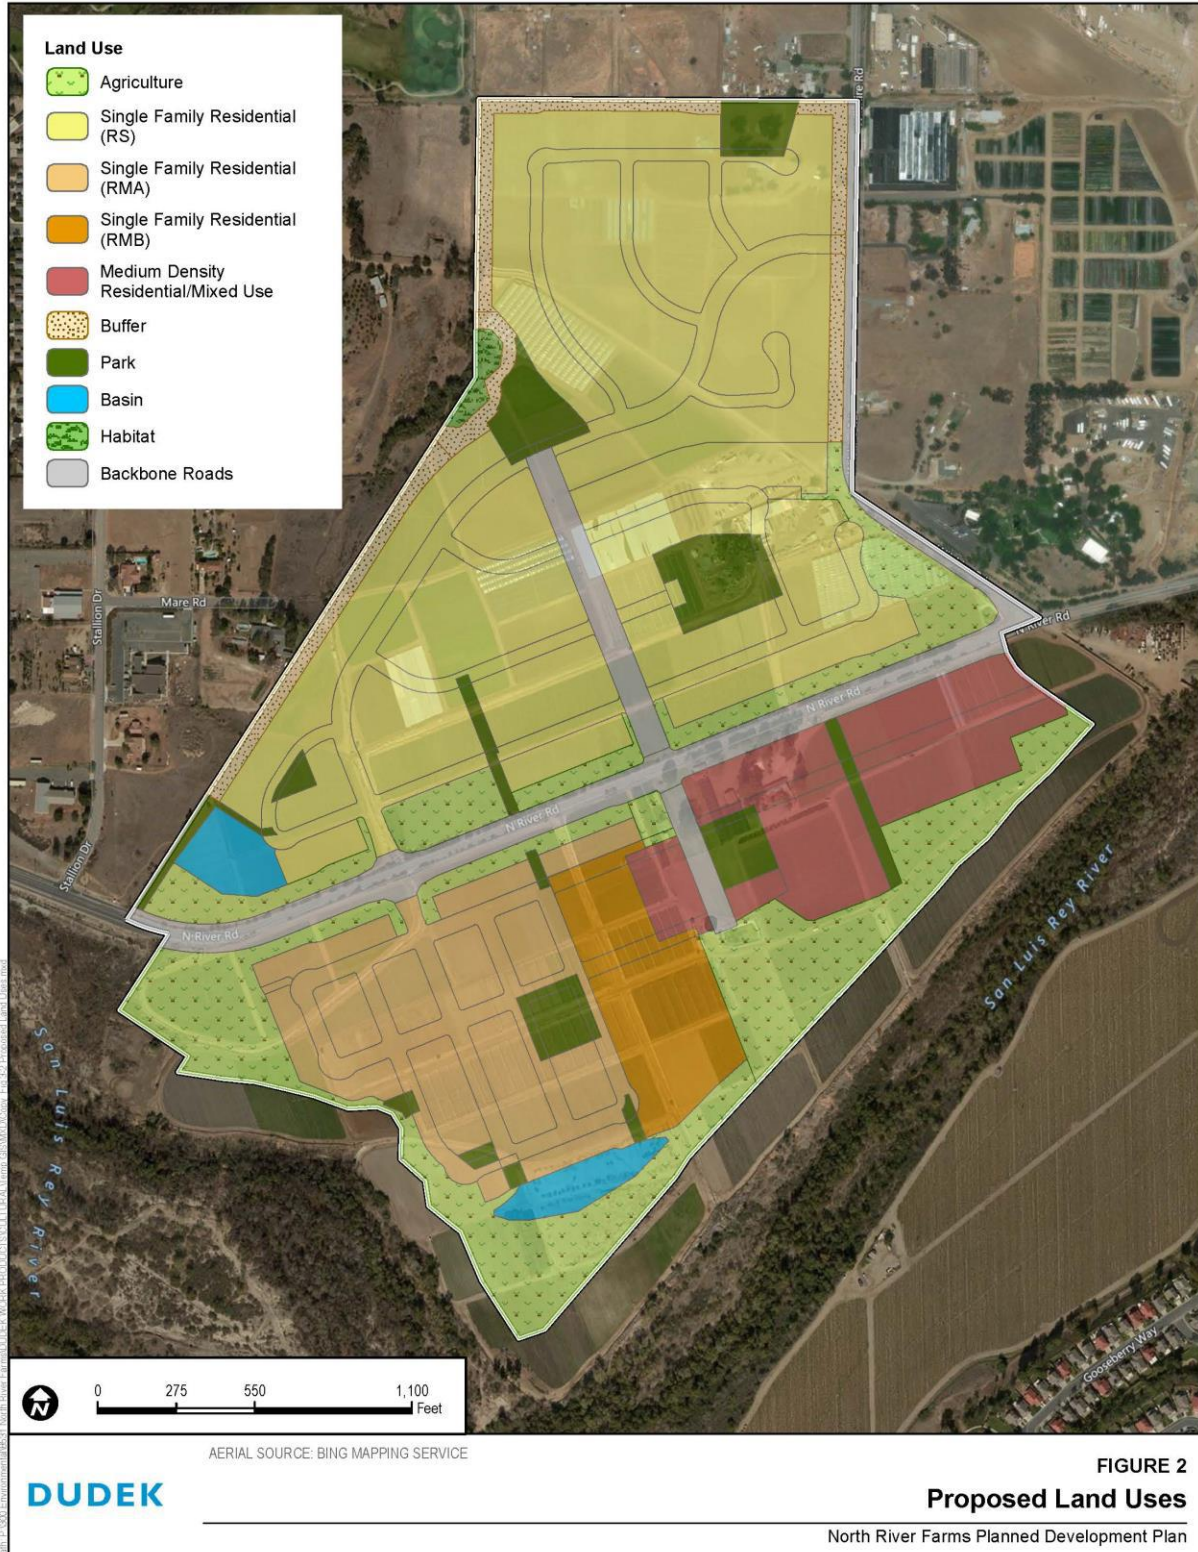 Land Use
Agriculture
Single Family Residential
(RS)
Single Family Residential
(RMA)
Single Family Residential
(RMB)
Medium Density
Residential/Mixed Use
Buffer
Park
Basin
Habitat
Backbone Roads
ire Rd
Mare Rd
Stallion Dr
N River Rd
N River Rd
N River Rd
Stallion Dr
N River Rd
San Luis Rey River
San Luis Rey River
Gooseberry Way
N
0 275 550 1,100
Feet
AERIAL SOURCE: BING MAPPING SERVICE
DUDEK
FIGURE 2
Proposed Land Uses
North River Farms Planned Development Plan